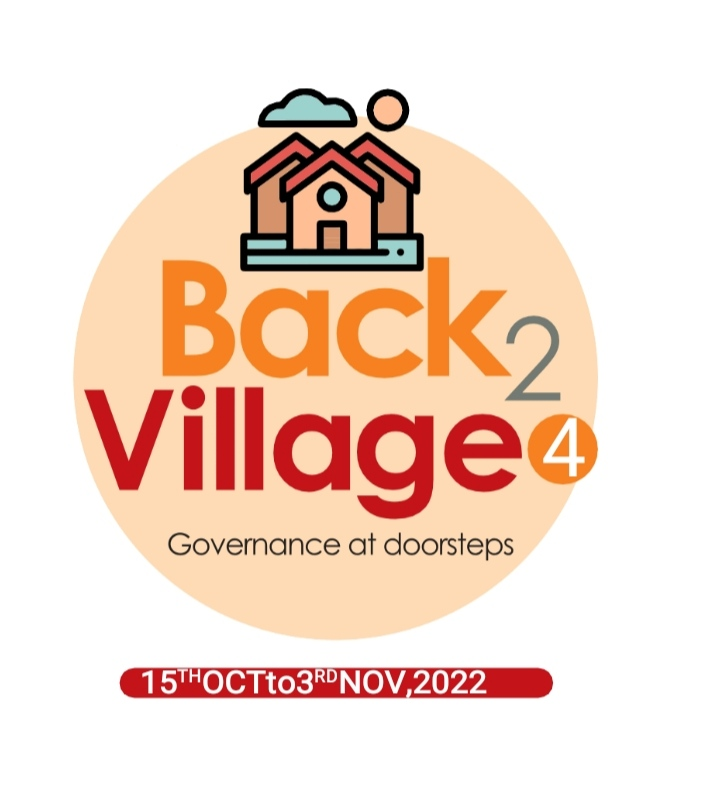 Back 2
Village 4
Governance at doorsteps
15THOCTto3RDNOV,2022